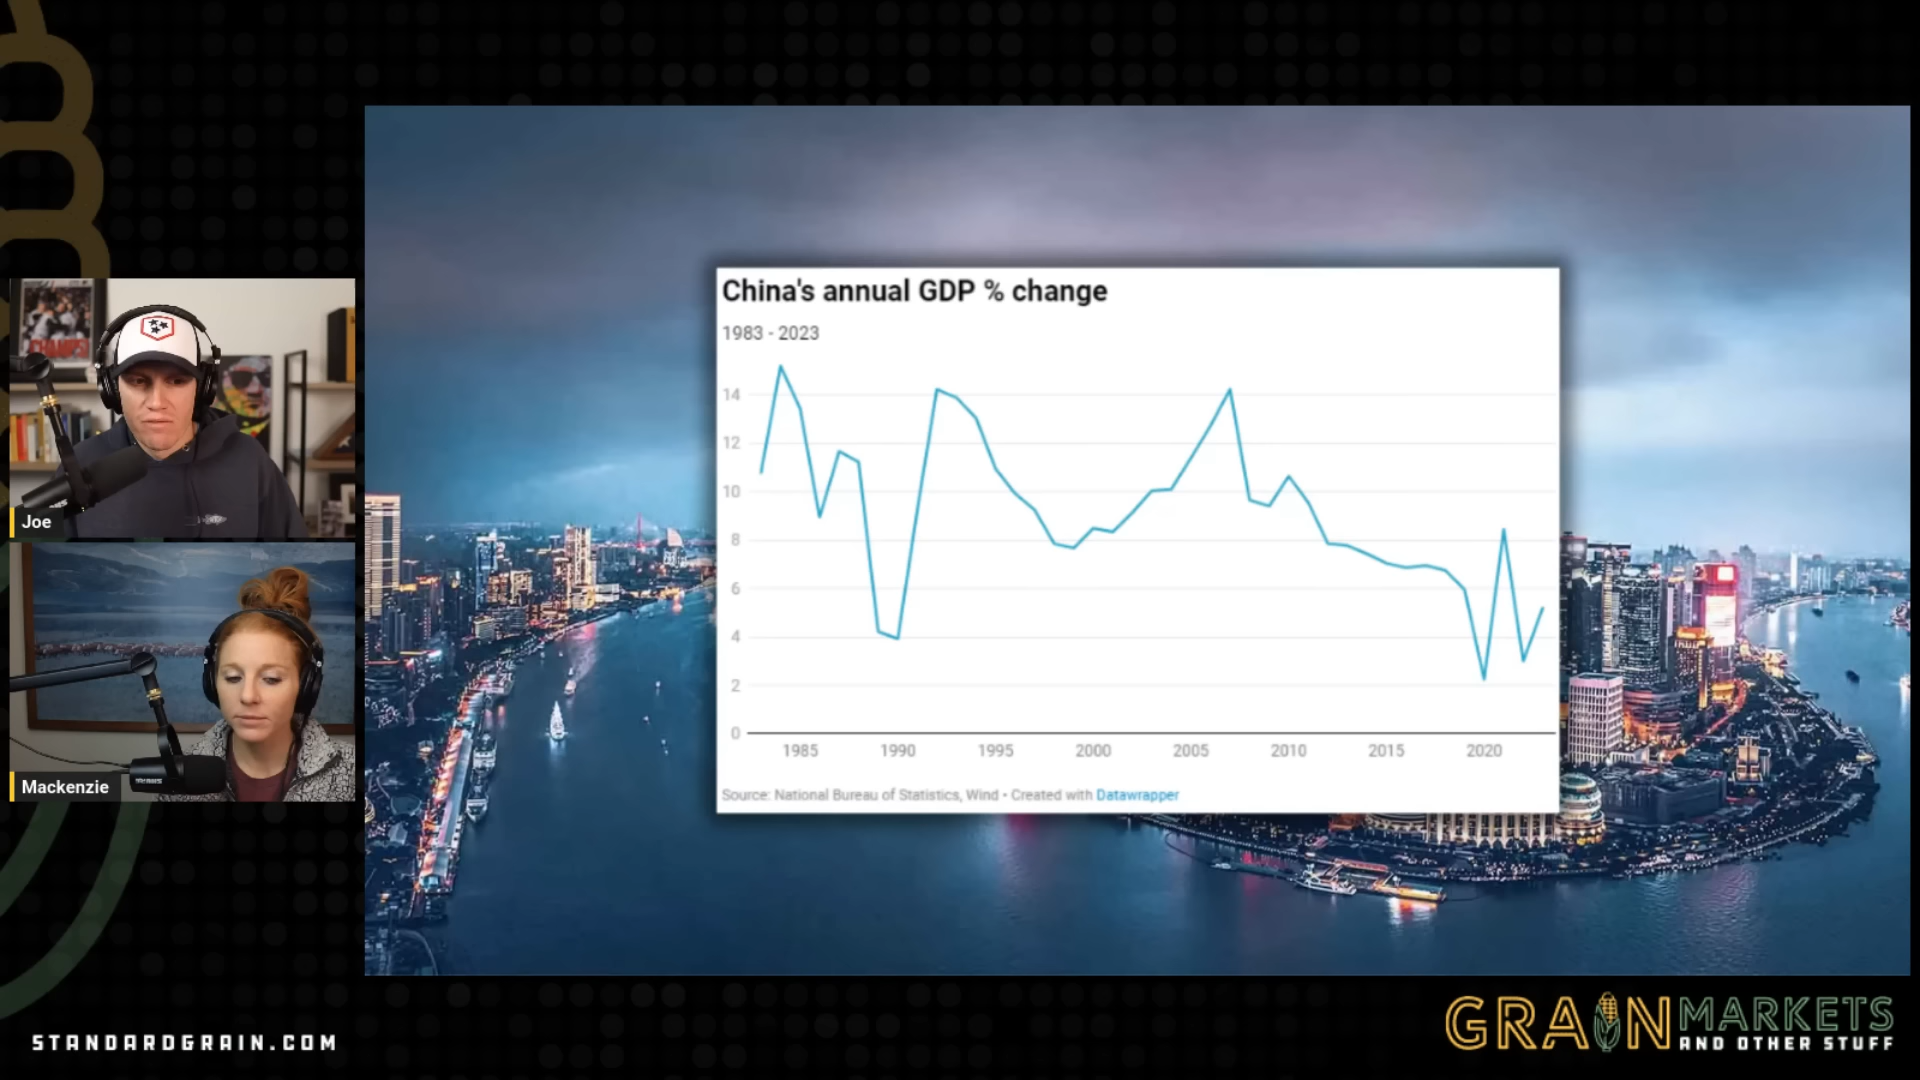 China's annual GDP % change
1983 - 2023
14
12
10
8
6
4
2
0
1985 1990 1995 2000 2005 2010 2015 2020
Source: National Bureau of Statistics, Wind • Created with Datawrapper
CHAMPS
Joe
Mackenzie
STANDARDGRAIN.COM
GRAIN MARKETS
AND OTHER STUFF